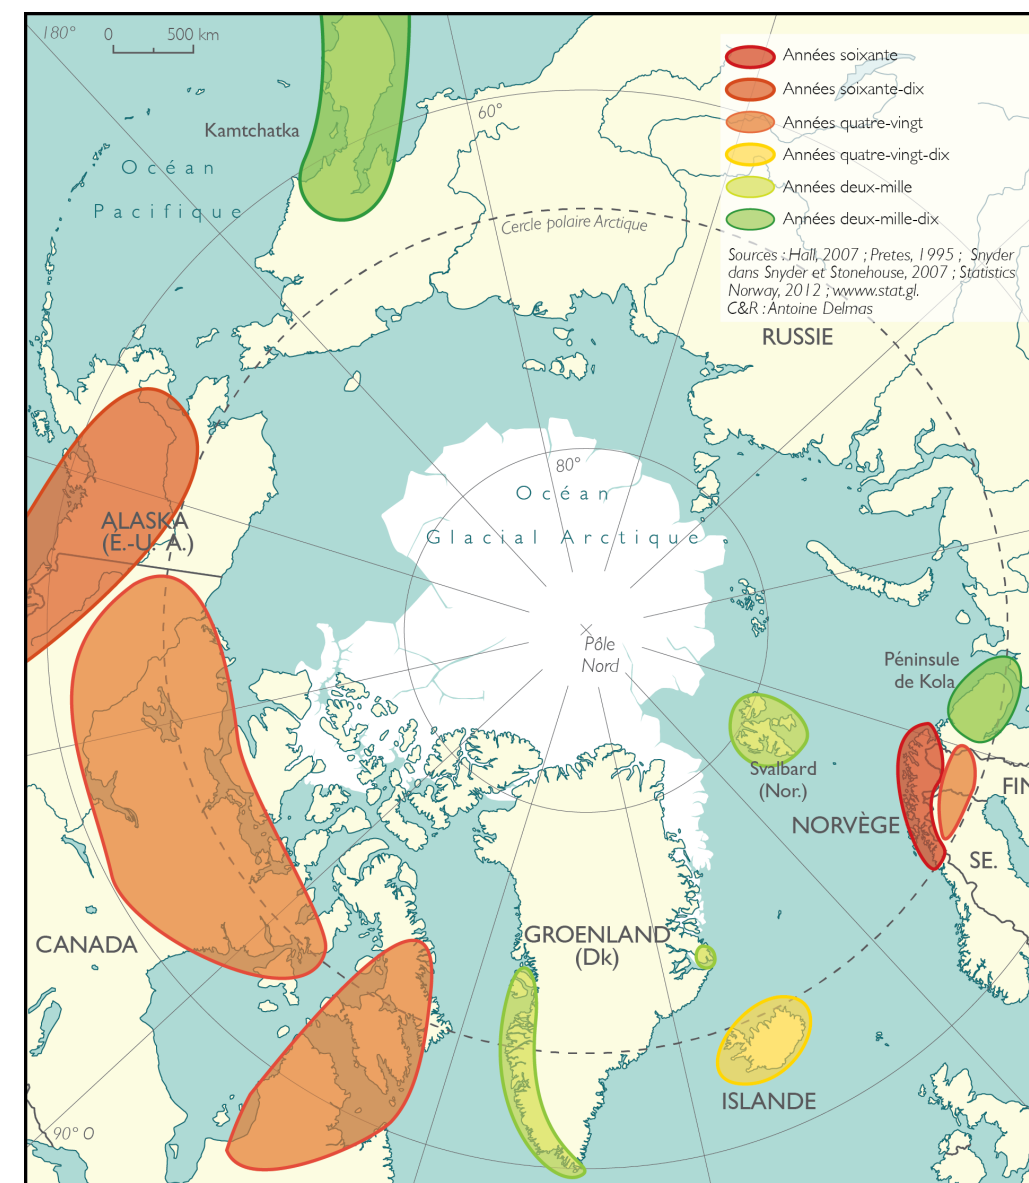 180°
0
500 km
Années soixante
Années soixante-dix
Années quatre-vingt
Années quatre-vingt-dix
Années deux-mille
Années deux-mille-dix
Sources : Hall, 2007 ; Pretes, 1995 ; Snyder
dans Snyder et Stonehouse, 2007 ; Statistics
Norway, 2012 ; wwww.stat.gl.
C&R : Antoine Delmas
60°
Kamtchatka
Océan
Pacifique
Cercle polaire Arctique
RUSSIE
80°
Océan
Glacial Arctique
ALASKA
(É.-U. A.)
Pôle
Nord
Péninsule
de Kola
Svalbard
(Nor.)
FIN
NORVÈGE
SE.
CANADA
GROENLAND
(Dk)
ISLANDE
90° O